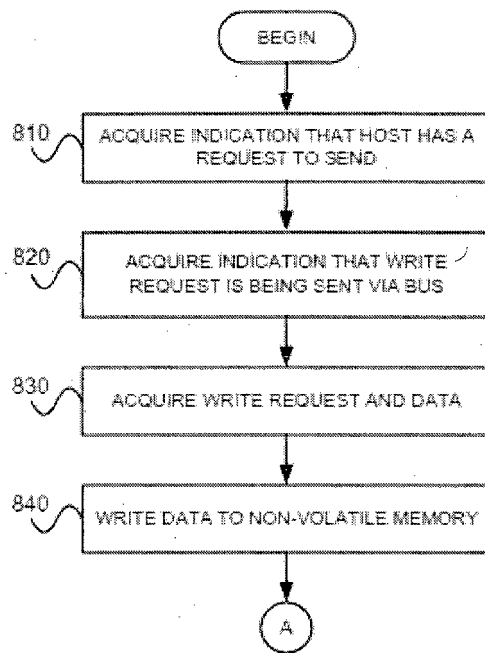 BEGIN
810
ACQUIRE INDICATION THAT HOST HAS A
REQUEST TO SEND
820
ACQUIRE INDICATION THAT WRITE
REQUEST IS BEING SENT VIA BUS
830
ACQUIRE WRITE REQUEST AND DATA
840
WRITE DATA TO NON-VOLATILE MEMORY
A